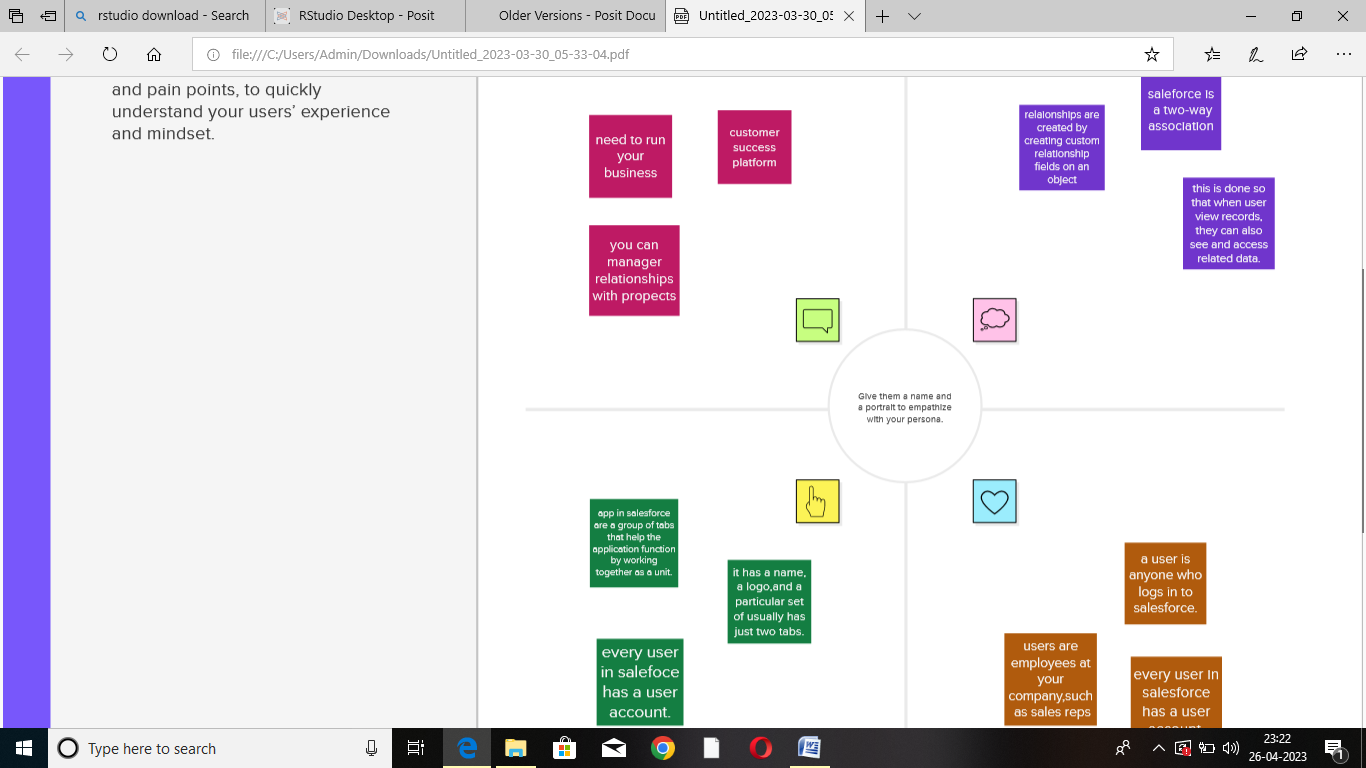 rstudio download - Search
RStudio Desktop - Posit
Older Versions - Posit Docu
Untitled_2023-03-30_05
file:///C:/Users/Admin/Downloads/Untitled_2023-03-30_05-33-04.pdf
and pain points, to quickly
understand your users' experience
and mindset.
need to run
your
business
customer
success
platform
you can
manager
relationships
with propects
relaionships are
created by
creating custom
relationship
fields on an
object
saleforce is
a two-way
association
this is done so
that when user
view records,
they can also
see and access
related data.
Give them a name and
a portrait to empathize
with your persona.
app in salesforce
are a group of tabs
that help the
application function
by working
together as a unit.
it has a name,
a logo,and a
particular set
of usually has
just two tabs.
every user
in saleforce
has a user
account.
a user is
anyone who
logs in to
salesforce.
users are
employees at
your
company,such
as sales reps
every user in
salesforce
has a user
Type here to search
23:22
26-04-2023
1